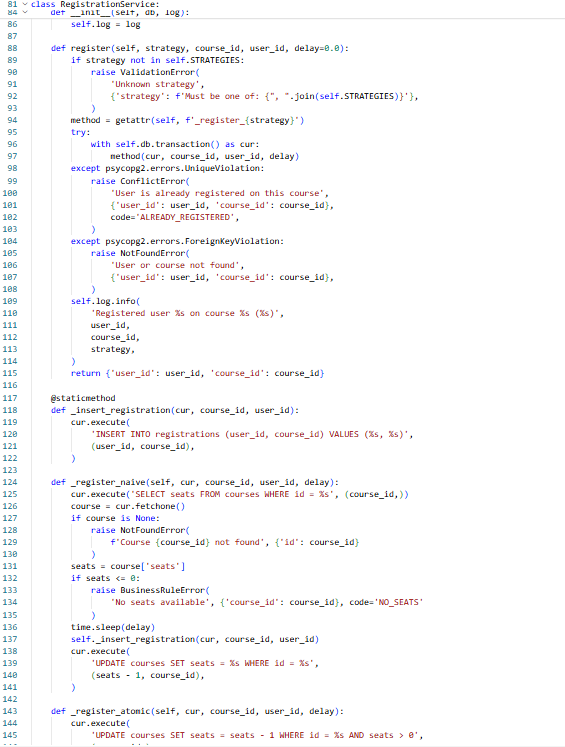 81 class RegistrationService:
84 def __init__(self, db, log):
86 self.log = log
87
88 def register(self, strategy, course_id, user_id, delay=0.0):
89 if strategy not in self.STRATEGIES:
90 raise ValidationError(
91 'Unknown strategy',
92 {'strategy': f'Must be one of: {", ".join(self.STRATEGIES)}'},
93 )
94 method = getattr(self, f'_register_{strategy}')
95 try:
96 with self.db.transaction() as cur:
97 method(cur, course_id, user_id, delay)
98 except psycopg2.errors.UniqueViolation:
99 raise ConflictError(
100 'User is already registered on this course',
101 {'user_id': user_id, 'course_id': course_id},
102 code='ALREADY_REGISTERED',
103 )
104 except psycopg2.errors.ForeignKeyViolation:
105 raise NotFoundError(
106 'User or course not found',
107 {'user_id': user_id, 'course_id': course_id},
108 )
109 self.log.info(
110 'Registered user %s on course %s (%s)',
111 user_id,
112 course_id,
113 strategy,
114 )
115 return {'user_id': user_id, 'course_id': course_id}
116
117 @staticmethod
118 def _insert_registration(cur, course_id, user_id):
119 cur.execute(
120 'INSERT INTO registrations (user_id, course_id) VALUES (%s, %s)',
121 (user_id, course_id),
122 )
123
124 def _register_naive(self, cur, course_id, user_id, delay):
125 cur.execute('SELECT seats FROM courses WHERE id = %s', (course_id,))
126 course = cur.fetchone()
127 if course is None:
128 raise NotFoundError(
129 f'Course {course_id} not found', {'id': course_id}
130 )
131 seats = course['seats']
132 if seats <= 0:
133 raise BusinessRuleError(
134 'No seats available', {'course_id': course_id}, code='NO_SEATS'
135 )
136 time.sleep(delay)
137 self._insert_registration(cur, course_id, user_id)
138 cur.execute(
139 'UPDATE courses SET seats = %s WHERE id = %s',
140 (seats - 1, course_id),
141 )
142
143 def _register_atomic(self, cur, course_id, user_id, delay):
144 cur.execute(
145 'UPDATE courses SET seats = seats - 1 WHERE id = %s AND seats > 0',